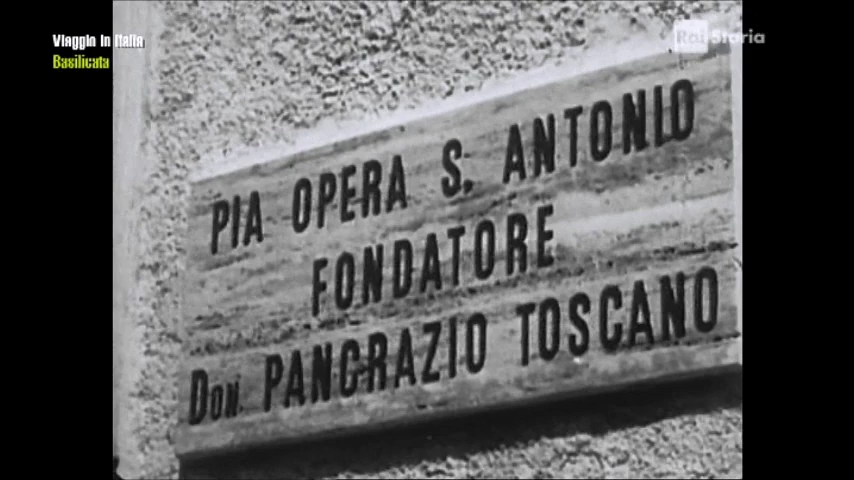 Viaggio in Italia
Basilicata
Rai Storia
PIA OPERA S. ANTONIO
FONDATORE
DON. PANCRAZIO TOSCANO